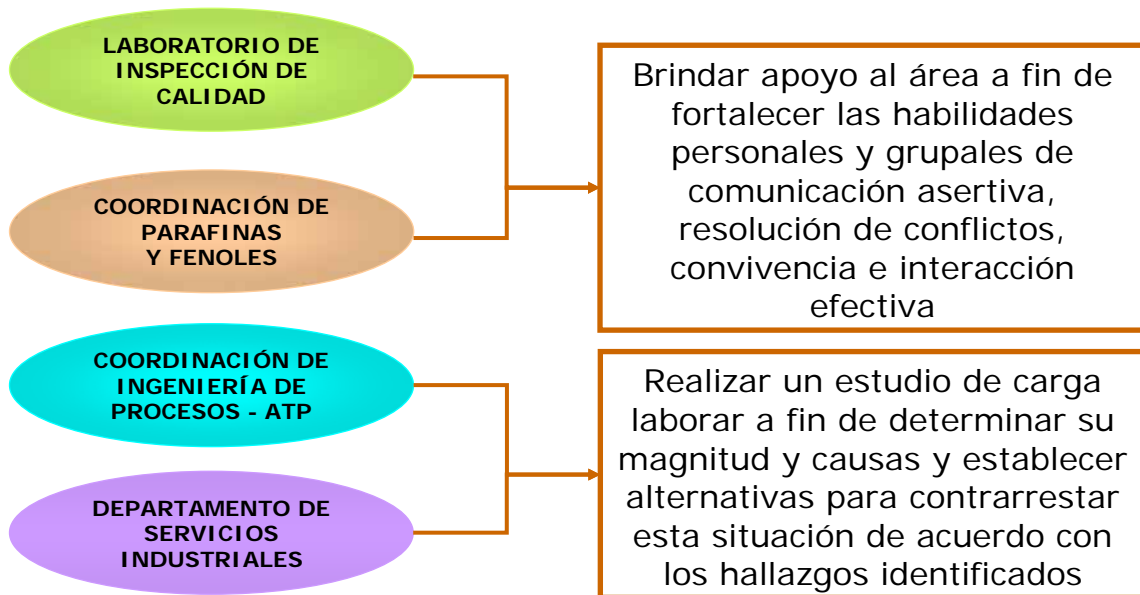 LABORATORIO DE
INSPECCIÓN DE
CALIDAD
COORDINACIÓN DE
PARAFINAS
Y FENOLES
Brindar apoyo al área a fin de
fortalecer las habilidades
personales y grupales de
comunicación asertiva,
resolución de conflictos,
convivencia e interacción
efectiva
COORDINACIÓN DE
INGENIERÍA DE
PROCESOS - ATP
DEPARTAMENTO DE
SERVICIOS
INDUSTRIALES
Realizar un estudio de carga
laborar a fin de determinar su
magnitud y causas y establecer
alternativas para contrarrestar
esta situación de acuerdo con
los hallazgos identificados